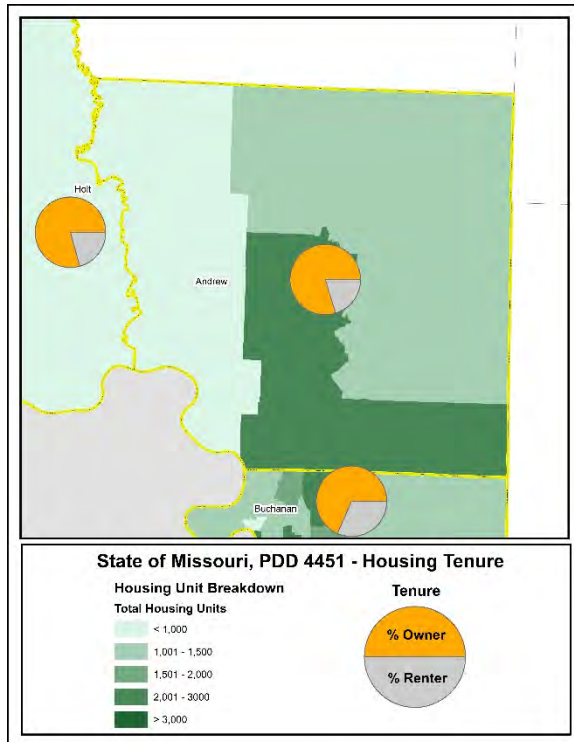 Holt
Andrew
Buchanan
State of Missouri, PDD 4451 - Housing Tenure
Housing Unit Breakdown
Total Housing Units
< 1,000
1,001 - 1,500
1,501 - 2,000
2,001 - 3000
> 3,000
Tenure
% Owner
% Renter